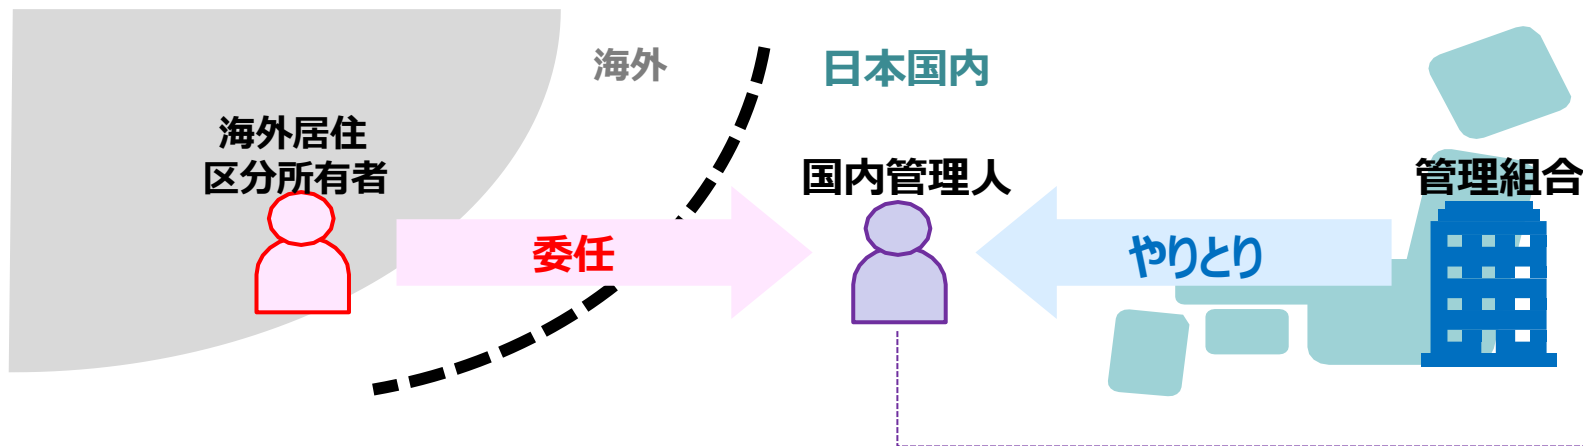 海外
日本国内
海外居住
区分所有者
国内管理人
管理組合
委任
やりとり